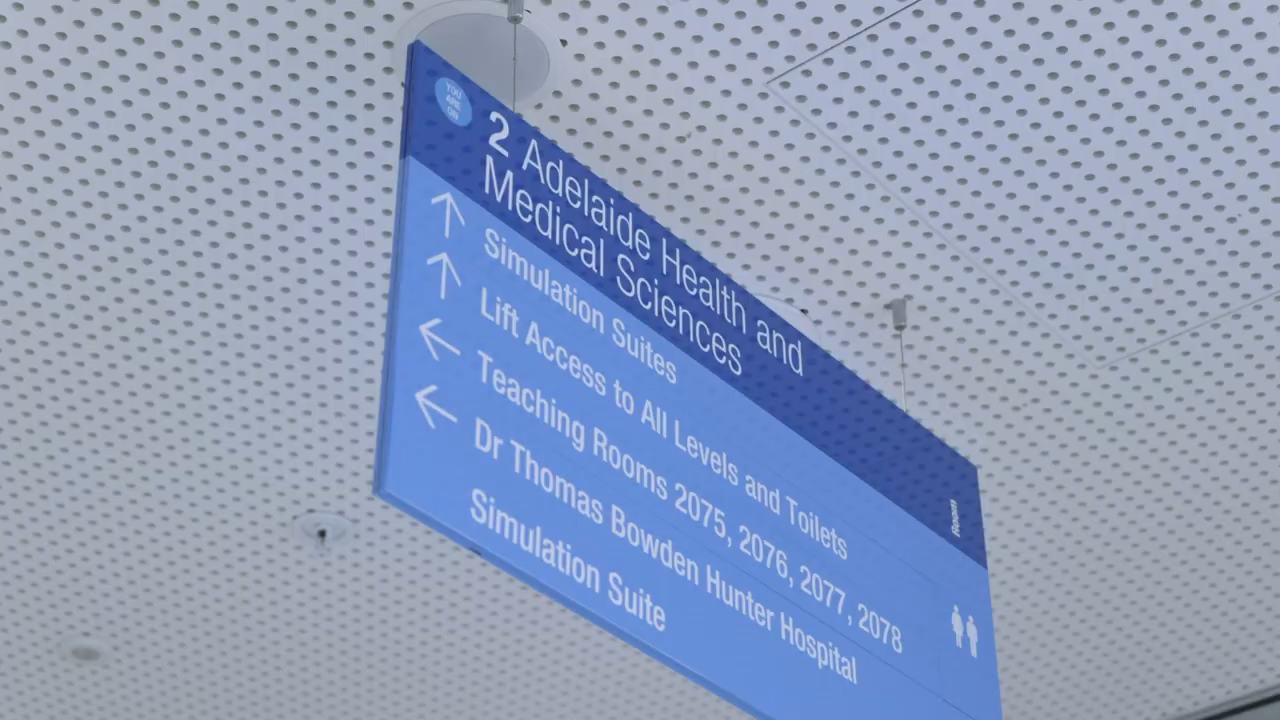 YOU
ARE
ON
2 Adelaide Health and
Medical Sciences
Room
Simulation Suites
Lift Access to All Levels and Toilets
Teaching Rooms 2075, 2076, 2077, 2078
Dr Thomas Bowden Hunter Hospital
Simulation Suite